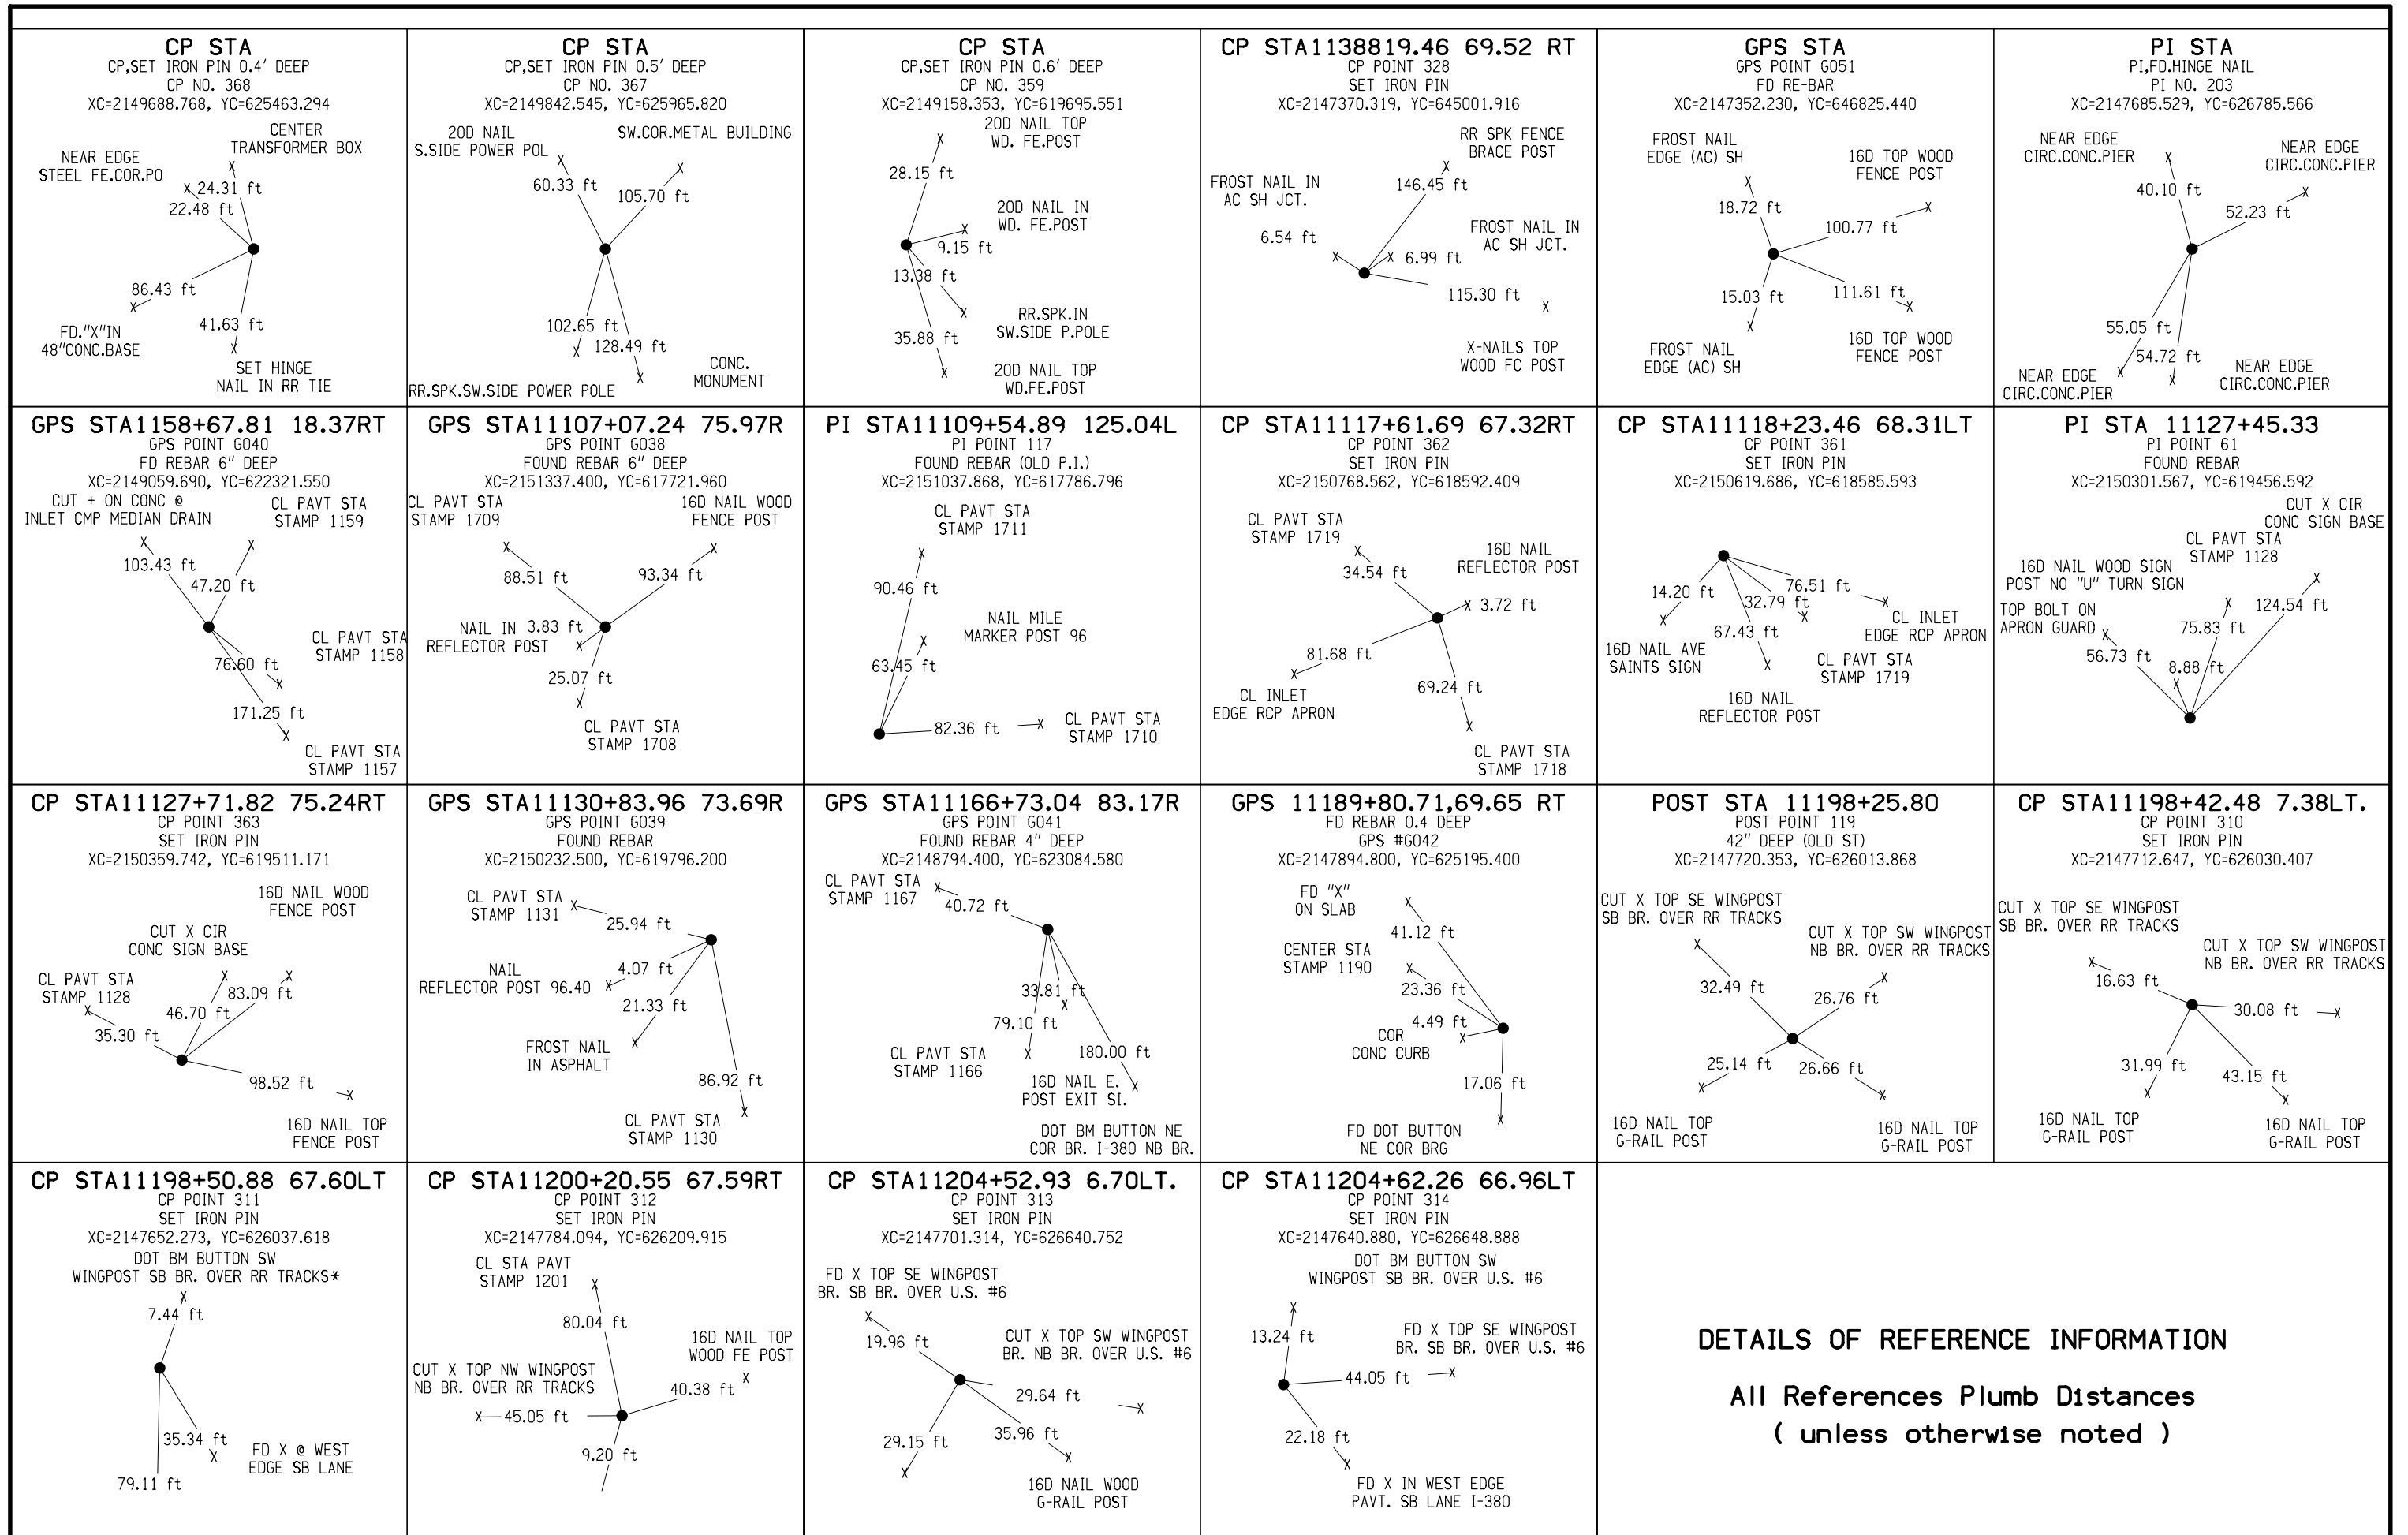 CP STA
CP,SET IRON PIN 0.4' DEEP
CP NO. 368
XC=2149688.768, YC=625463.294
CENTER
TRANSFORMER BOX
NEAR EDGE
STEEL FE.COR.PO
24.31 ft
22.48 ft
86.43 ft
41.63 ft
FD."X"IN
48"CONC.BASE
SET HINGE
NAIL IN RR TIE
CP STA
CP,SET IRON PIN 0.5' DEEP
CP NO. 367
XC=2149842.545, YC=625965.820
20D NAIL
S.SIDE POWER POL
SW.COR.METAL BUILDING
60.33 ft
105.70 ft
102.65 ft
128.49 ft
CONC.
MONUMENT
RR.SPK.SW.SIDE POWER POLE
CP STA
CP,SET IRON PIN 0.6' DEEP
CP NO. 359
XC=2149158.353, YC=619695.551
20D NAIL TOP
WD. FE.POST
28.15 ft
20D NAIL IN
WD. FE.POST
9.15 ft
13.38 ft
RR.SPK.IN
SW.SIDE P.POLE
35.88 ft
20D NAIL TOP
WD.FE.POST
CP STA1138819.46 69.52 RT
CP POINT 328
SET IRON PIN
XC=2147370.319, YC=645001.916
RR SPK FENCE
BRACE POST
146.45 ft
FROST NAIL IN
AC SH JCT.
6.54 ft
FROST NAIL IN
AC SH JCT.
6.99 ft
115.30 ft
X-NAILS TOP
WOOD FC POST
GPS STA
GPS POINT G051
FD RE-BAR
XC=2147352.230, YC=646825.440
FROST NAIL
EDGE (AC) SH
16D TOP WOOD
FENCE POST
18.72 ft
100.77 ft
15.03 ft
111.61 ft
FROST NAIL
EDGE (AC) SH
16D TOP WOOD
FENCE POST
PI STA
PI,FD.HINGE NAIL
PI NO. 203
XC=2147685.529, YC=626785.566
NEAR EDGE
CIRC.CONC.PIER
NEAR EDGE
CIRC.CONC.PIER
40.10 ft
52.23 ft
55.05 ft
54.72 ft
NEAR EDGE
CIRC.CONC.PIER
NEAR EDGE
CIRC.CONC.PIER
GPS STA1158+67.81 18.37RT
GPS POINT G040
FD REBAR 6" DEEP
XC=2149059.690, YC=622321.550
CUT + ON CONC @
INLET CMP MEDIAN DRAIN
CL PAVT STA
STAMP 1159
103.43 ft
47.20 ft
CL PAVT STA
STAMP 1158
76.60 ft
171.25 ft
CL PAVT STA
STAMP 1157
GPS STA11107+07.24 75.97R
GPS POINT G038
FOUND REBAR 6" DEEP
XC=2151337.400, YC=617721.960
CL PAVT STA
STAMP 1709
16D NAIL WOOD
FENCE POST
88.51 ft
93.34 ft
NAIL IN
REFLECTOR POST
3.83 ft
25.07 ft
CL PAVT STA
STAMP 1708
PI STA11109+54.89 125.04L
PI POINT 117
FOUND REBAR (OLD P.I.)
XC=2151037.868, YC=617786.796
CL PAVT STA
STAMP 1711
90.46 ft
NAIL MILE
MARKER POST 96
63.45 ft
82.36 ft
CL PAVT STA
STAMP 1710
CP STA11117+61.69 67.32RT
CP POINT 362
SET IRON PIN
XC=2150768.562, YC=618592.409
CL PAVT STA
STAMP 1719
34.54 ft
16D NAIL
REFLECTOR POST
3.72 ft
81.68 ft
69.24 ft
CL INLET
EDGE RCP APRON
CL PAVT STA
STAMP 1718
CP STA11118+23.46 68.31LT
CP POINT 361
SET IRON PIN
XC=2150619.686, YC=618585.593
14.20 ft
76.51 ft
32.79 ft
67.43 ft
CL INLET
EDGE RCP APRON
16D NAIL AVE
SAINTS SIGN
CL PAVT STA
STAMP 1719
16D NAIL
REFLECTOR POST
PI STA 11127+45.33
PI POINT 61
FOUND REBAR
XC=2150301.567, YC=619456.592
CUT X CIR
CONC SIGN BASE
CL PAVT STA
STAMP 1128
16D NAIL WOOD SIGN
POST NO "U" TURN SIGN
TOP BOLT ON
APRON GUARD
124.54 ft
75.83 ft
56.73 ft
8.88 ft
CP STA11127+71.82 75.24RT
CP POINT 363
SET IRON PIN
XC=2150359.742, YC=619511.171
16D NAIL WOOD
FENCE POST
CUT X CIR
CONC SIGN BASE
CL PAVT STA
STAMP 1128
83.09 ft
46.70 ft
35.30 ft
98.52 ft
16D NAIL TOP
FENCE POST
GPS STA11130+83.96 73.69R
GPS POINT G039
FOUND REBAR
XC=2150232.500, YC=619796.200
CL PAVT STA
STAMP 1131
25.94 ft
NAIL
REFLECTOR POST 96.40
4.07 ft
21.33 ft
FROST NAIL
IN ASPHALT
86.92 ft
CL PAVT STA
STAMP 1130
GPS STA11166+73.04 83.17R
GPS POINT G041
FOUND REBAR 4" DEEP
XC=2148794.400, YC=623084.580
CL PAVT STA
STAMP 1167
40.72 ft
33.81 ft
79.10 ft
CL PAVT STA
STAMP 1166
180.00 ft
16D NAIL E.
POST EXIT SI.
DOT BM BUTTON NE
COR BR. I-380 NB BR.
GPS 11189+80.71,69.65 RT
FD REBAR 0.4 DEEP
GPS #G042
XC=2147894.800, YC=625195.400
FD "X"
ON SLAB
41.12 ft
CENTER STA
STAMP 1190
23.36 ft
4.49 ft
COR
CONC CURB
17.06 ft
FD DOT BUTTON
NE COR BRG
POST STA 11198+25.80
POST POINT 119
42" DEEP (OLD ST)
XC=2147720.353, YC=626013.868
CUT X TOP SE WINGPOST
SB BR. OVER RR TRACKS
CUT X TOP SW WINGPOST
NB BR. OVER RR TRACKS
32.49 ft
26.76 ft
25.14 ft
26.66 ft
16D NAIL TOP
G-RAIL POST
16D NAIL TOP
G-RAIL POST
CP STA11198+42.48 7.38LT.
CP POINT 310
SET IRON PIN
XC=2147712.647, YC=626030.407
CUT X TOP SE WINGPOST
SB BR. OVER RR TRACKS
CUT X TOP SW WINGPOST
NB BR. OVER RR TRACKS
16.63 ft
30.08 ft
31.99 ft
43.15 ft
16D NAIL TOP
G-RAIL POST
16D NAIL TOP
G-RAIL POST
CP STA11198+50.88 67.60LT
CP POINT 311
SET IRON PIN
XC=2147652.273, YC=626037.618
DOT BM BUTTON SW
WINGPOST SB BR. OVER RR TRACKS*
7.44 ft
35.34 ft
FD X @ WEST
EDGE SB LANE
79.11 ft
CP STA11200+20.55 67.59RT
CP POINT 312
SET IRON PIN
XC=2147784.094, YC=626209.915
CL STA PAVT
STAMP 1201
80.04 ft
16D NAIL TOP
WOOD FE POST
CUT X TOP NW WINGPOST
NB BR. OVER RR TRACKS
40.38 ft
45.05 ft
9.20 ft
CP STA11204+52.93 6.70LT.
CP POINT 313
SET IRON PIN
XC=2147701.314, YC=626640.752
FD X TOP SE WINGPOST
BR. SB BR. OVER U.S. #6
19.96 ft
CUT X TOP SW WINGPOST
BR. NB BR. OVER U.S. #6
29.64 ft
35.96 ft
29.15 ft
16D NAIL WOOD
G-RAIL POST
CP STA11204+62.26 66.96LT
CP POINT 314
SET IRON PIN
XC=2147640.880, YC=626648.888
DOT BM BUTTON SW
WINGPOST SB BR. OVER U.S. #6
13.24 ft
FD X TOP SE WINGPOST
BR. SB BR. OVER U.S. #6
44.05 ft
22.18 ft
FD X IN WEST EDGE
PAVT. SB LANE I-380
DETAILS OF REFERENCE INFORMATION
All References Plumb Distances
( unless otherwise noted )